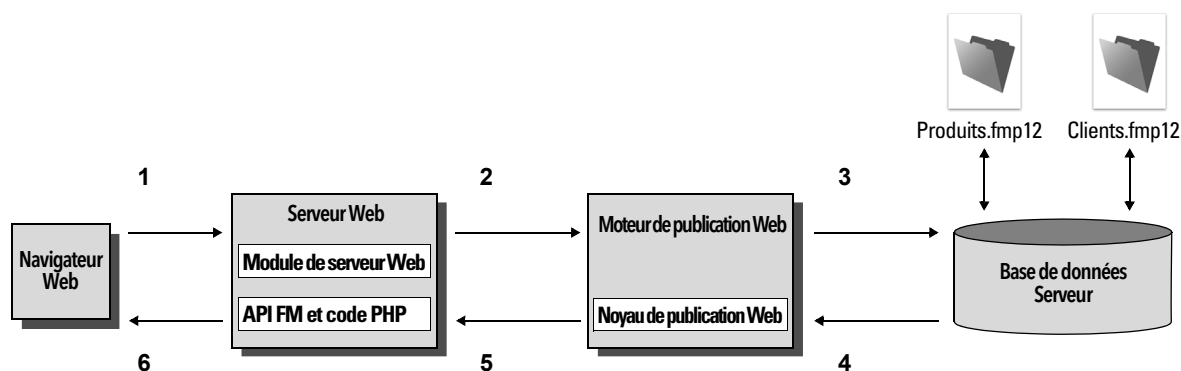 Produits.fmp12
Clients.fmp12
1
2
3
Navigateur
Web
Serveur Web
Module de serveur Web
API FM et code PHP
Moteur de publication Web
Noyau de publication Web
Base de données
Serveur
6
5
4